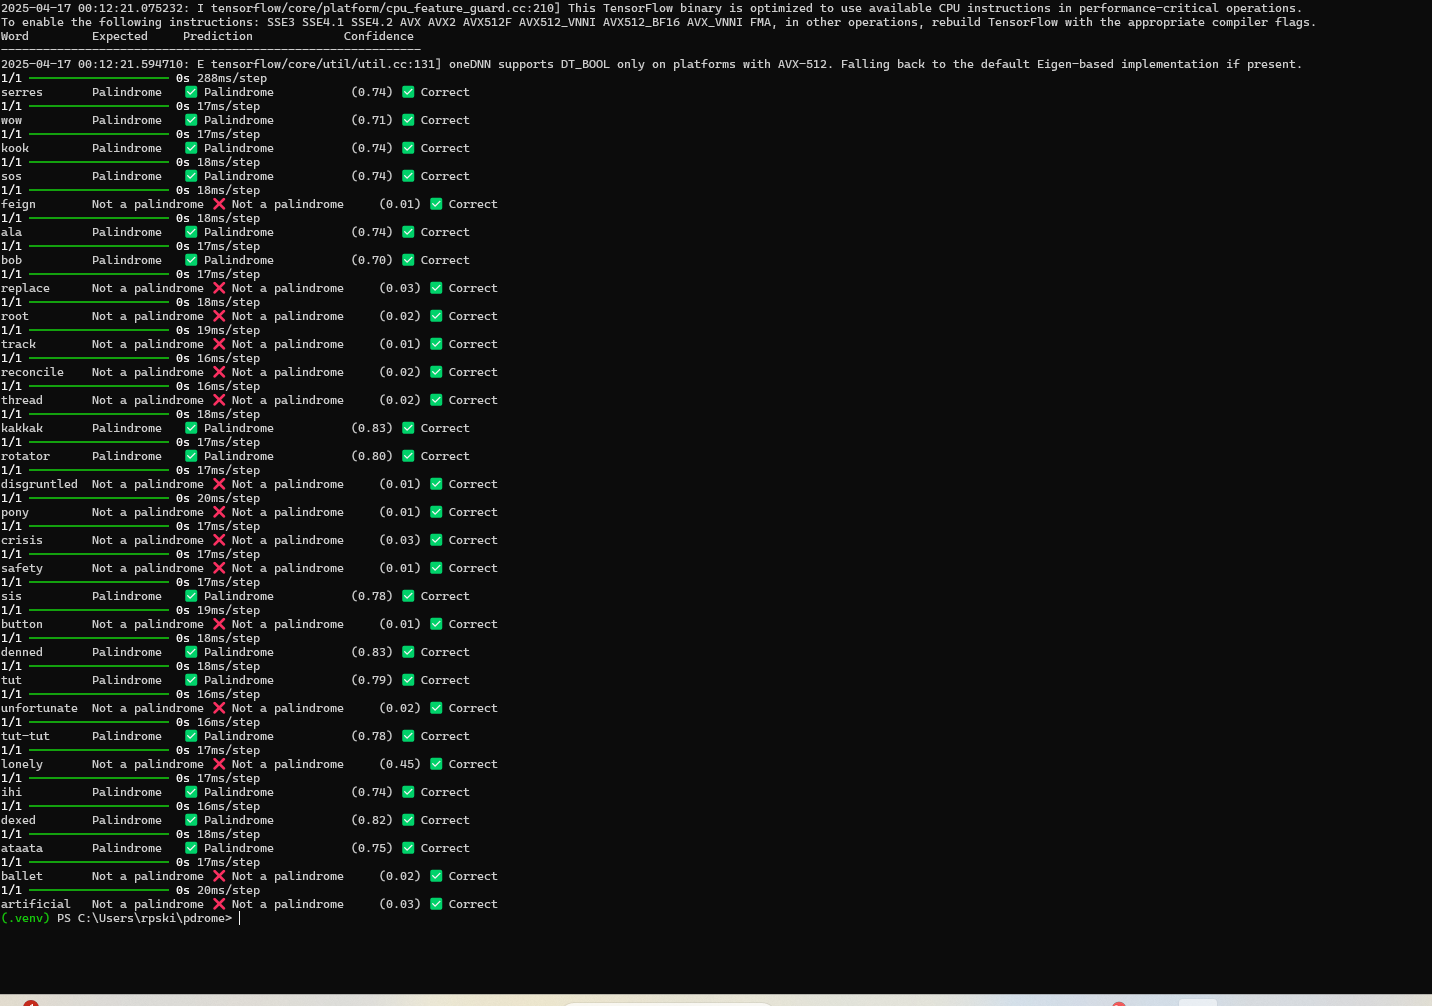 2025-04-17 00:12:21.075232: I tensorflow/core/platform/cpu_feature_guard.cc:210] This TensorFlow binary is optimized to use available CPU instructions in performance-critical operations.
To enable the following instructions: SSE3 SSE4.1 SSE4.2 AVX AVX2 AVX512F AVX512_VNNI AVX512_BF16 AVX_VNNI FMA, in other operations, rebuild TensorFlow with the appropriate compiler flags.
Word Expected Prediction Confidence
────────────────────────────────────────────────────────────
2025-04-17 00:12:21.594710: E tensorflow/core/util/util.cc:131] oneDNN supports DT_BOOL only on platforms with AVX-512. Falling back to the default Eigen-based implementation if present.
1/1 ━━━━━━━━━━━━━━━━━━━━ 0s 288ms/step
serres Palindrome ✅ Palindrome (0.74) ✅ Correct
1/1 ━━━━━━━━━━━━━━━━━━━━ 0s 17ms/step
wow Palindrome ✅ Palindrome (0.71) ✅ Correct
1/1 ━━━━━━━━━━━━━━━━━━━━ 0s 17ms/step
kook Palindrome ✅ Palindrome (0.74) ✅ Correct
1/1 ━━━━━━━━━━━━━━━━━━━━ 0s 18ms/step
sos Palindrome ✅ Palindrome (0.74) ✅ Correct
1/1 ━━━━━━━━━━━━━━━━━━━━ 0s 18ms/step
feign Not a palindrome ❌ Not a palindrome (0.01) ✅ Correct
1/1 ━━━━━━━━━━━━━━━━━━━━ 0s 18ms/step
ala Palindrome ✅ Palindrome (0.74) ✅ Correct
1/1 ━━━━━━━━━━━━━━━━━━━━ 0s 17ms/step
bob Palindrome ✅ Palindrome (0.70) ✅ Correct
1/1 ━━━━━━━━━━━━━━━━━━━━ 0s 17ms/step
replace Not a palindrome ❌ Not a palindrome (0.03) ✅ Correct
1/1 ━━━━━━━━━━━━━━━━━━━━ 0s 18ms/step
root Not a palindrome ❌ Not a palindrome (0.02) ✅ Correct
1/1 ━━━━━━━━━━━━━━━━━━━━ 0s 19ms/step
track Not a palindrome ❌ Not a palindrome (0.01) ✅ Correct
1/1 ━━━━━━━━━━━━━━━━━━━━ 0s 16ms/step
reconcile Not a palindrome ❌ Not a palindrome (0.02) ✅ Correct
1/1 ━━━━━━━━━━━━━━━━━━━━ 0s 16ms/step
thread Not a palindrome ❌ Not a palindrome (0.02) ✅ Correct
1/1 ━━━━━━━━━━━━━━━━━━━━ 0s 18ms/step
kakkak Palindrome ✅ Palindrome (0.83) ✅ Correct
1/1 ━━━━━━━━━━━━━━━━━━━━ 0s 17ms/step
rotator Palindrome ✅ Palindrome (0.80) ✅ Correct
1/1 ━━━━━━━━━━━━━━━━━━━━ 0s 17ms/step
disgruntled Not a palindrome ❌ Not a palindrome (0.01) ✅ Correct
1/1 ━━━━━━━━━━━━━━━━━━━━ 0s 20ms/step
pony Not a palindrome ❌ Not a palindrome (0.01) ✅ Correct
1/1 ━━━━━━━━━━━━━━━━━━━━ 0s 17ms/step
crisis Not a palindrome ❌ Not a palindrome (0.03) ✅ Correct
1/1 ━━━━━━━━━━━━━━━━━━━━ 0s 17ms/step
safety Not a palindrome ❌ Not a palindrome (0.01) ✅ Correct
1/1 ━━━━━━━━━━━━━━━━━━━━ 0s 17ms/step
sis Palindrome ✅ Palindrome (0.78) ✅ Correct
1/1 ━━━━━━━━━━━━━━━━━━━━ 0s 19ms/step
button Not a palindrome ❌ Not a palindrome (0.01) ✅ Correct
1/1 ━━━━━━━━━━━━━━━━━━━━ 0s 18ms/step
denned Palindrome ✅ Palindrome (0.83) ✅ Correct
1/1 ━━━━━━━━━━━━━━━━━━━━ 0s 18ms/step
tut Palindrome ✅ Palindrome (0.79) ✅ Correct
1/1 ━━━━━━━━━━━━━━━━━━━━ 0s 16ms/step
unfortunate Not a palindrome ❌ Not a palindrome (0.02) ✅ Correct
1/1 ━━━━━━━━━━━━━━━━━━━━ 0s 16ms/step
tut-tut Palindrome ✅ Palindrome (0.78) ✅ Correct
1/1 ━━━━━━━━━━━━━━━━━━━━ 0s 17ms/step
lonely Not a palindrome ❌ Not a palindrome (0.45) ✅ Correct
1/1 ━━━━━━━━━━━━━━━━━━━━ 0s 17ms/step
ihi Palindrome ✅ Palindrome (0.74) ✅ Correct
1/1 ━━━━━━━━━━━━━━━━━━━━ 0s 16ms/step
dexed Palindrome ✅ Palindrome (0.82) ✅ Correct
1/1 ━━━━━━━━━━━━━━━━━━━━ 0s 18ms/step
ataata Palindrome ✅ Palindrome (0.75) ✅ Correct
1/1 ━━━━━━━━━━━━━━━━━━━━ 0s 17ms/step
ballet Not a palindrome ❌ Not a palindrome (0.02) ✅ Correct
1/1 ━━━━━━━━━━━━━━━━━━━━ 0s 20ms/step
artificial Not a palindrome ❌ Not a palindrome (0.03) ✅ Correct
(.venv) PS C:\Users\rpski\pdrome>